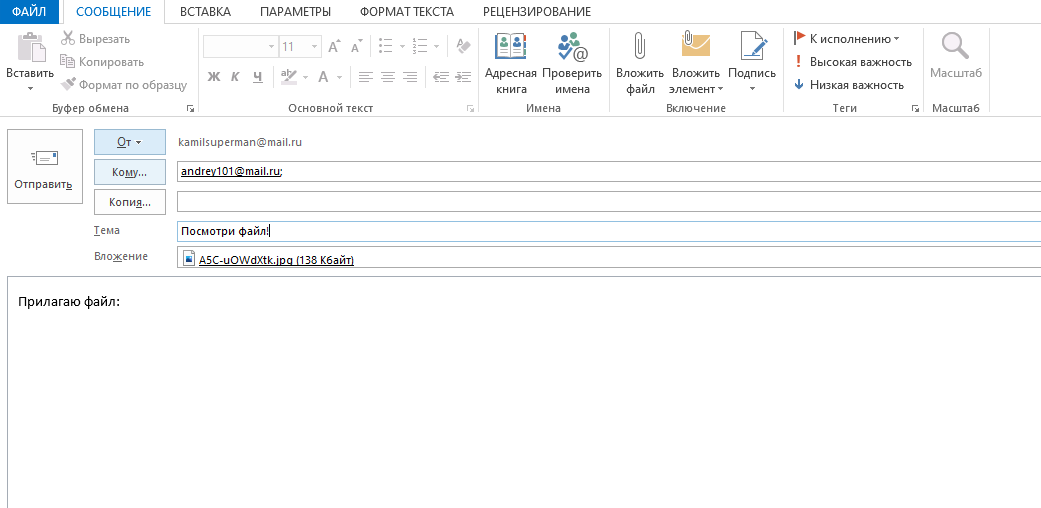 ФАЙЛ СООБЩЕНИЕ ВСТАВКА ПАРАМЕТРЫ ФОРМАТ ТЕКСТА РЕЦЕНЗИРОВАНИЕ
Вставить
Вырезать
Копировать
Формат по образцу
Буфер обмена
11
Ж К Ч ab A
Основной текст
Адресная
книга
Проверить
имена
Имена
Вложить
файл
Вложить
элемент
Подпись
Включение
К исполнению
Высокая важность
Низкая важность
Теги
Масштаб
Масштаб
Отправить
От kamilsuperman@mail.ru
Кому... andrey101@mail.ru;
Копия...
Тема Посмотри файл!
Вложение A5C-uOWdXtk.jpg (138 Кбайт)
Прилагаю файл: